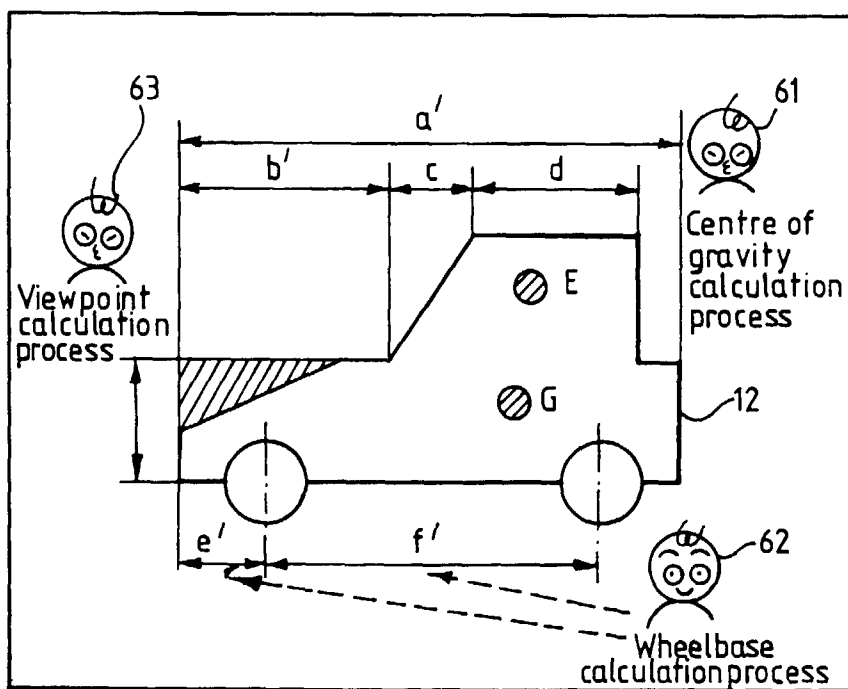 63
61
a'
b'
c
d
Centre of
gravity
calculation
process
Viewpoint
calculation
process
E
G
12
e'
f'
62
Wheelbase
calculation process